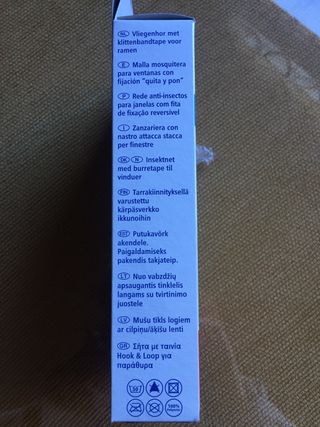 NL Vliegenhor met
klittenbandtape voor
ramen
E Malla mosquitera
para ventanas con
fijación "quita y pon"
P Rede anti-insectos
para janelas com fita
de fixação reversível
I Zanzariera con
nastro attacca stacca
per finestre
DK N Insektnet
med burretape til
vinduer
FIN Tarrakiinnityksellä
varustettu
kärpäsverkko
ikkunoihin
EST Putukavõrk
akendele.
Paigaldamiseks
pakendis takjateip.
LT Nuo vabzdžių
apsaugantis tinklelis
langams su tvirtinimo
juostele
LV Mušu tīkls logiem
ar cilpiņu/āķīšu lenti
GR Σήτα με ταινία
Hook & Loop για
παράθυρα
100%